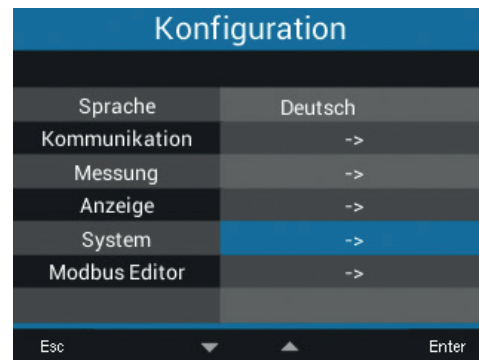 Konfiguration
Sprache Deutsch
Kommunikation ->
Messung ->
Anzeige ->
System ->
Modbus Editor ->
Esc Enter